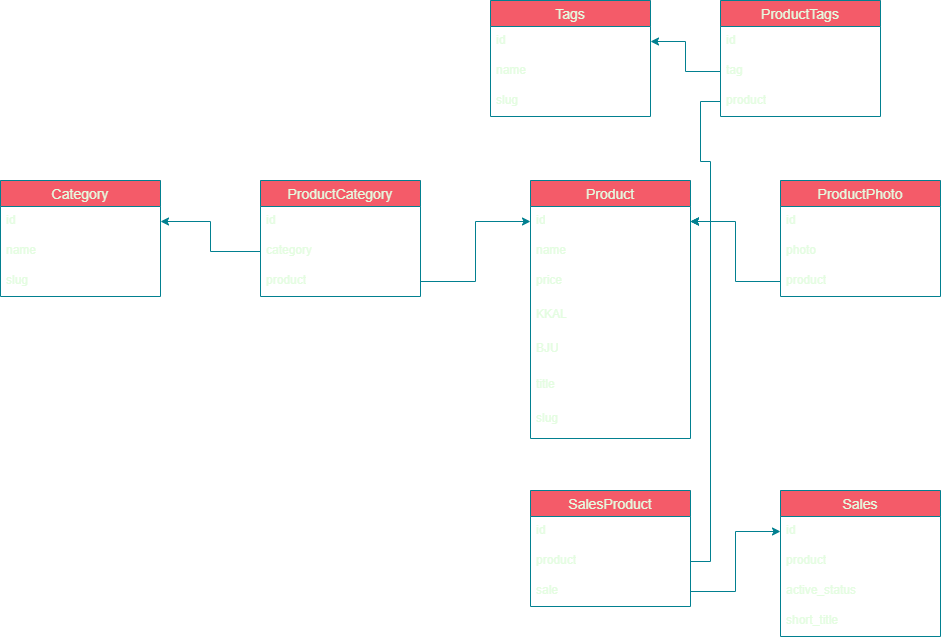 Tags
id
name
slug
ProductTags
id
tag
product
Category
id
name
slug
ProductCategory
id
category
product
Product
id
name
price
KKAL
BJU
title
slug
ProductPhoto
id
photo
product
SalesProduct
id
product
sale
Sales
id
product
active_status
short_title